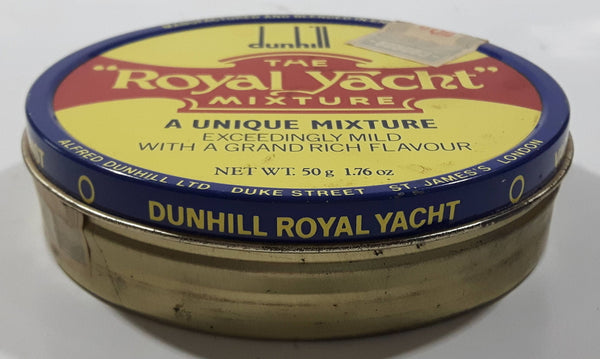 dunhill
THE
"Royal Yacht"
MIXTURE
A UNIQUE MIXTURE
EXCEEDINGLY MILD
WITH A GRAND RICH FLAVOUR
NET WT. 50 g 1.76 oz
ALFRED DUNHILL LTD DUKE STREET ST. JAMES'S LONDON
DUNHILL ROYAL YACHT